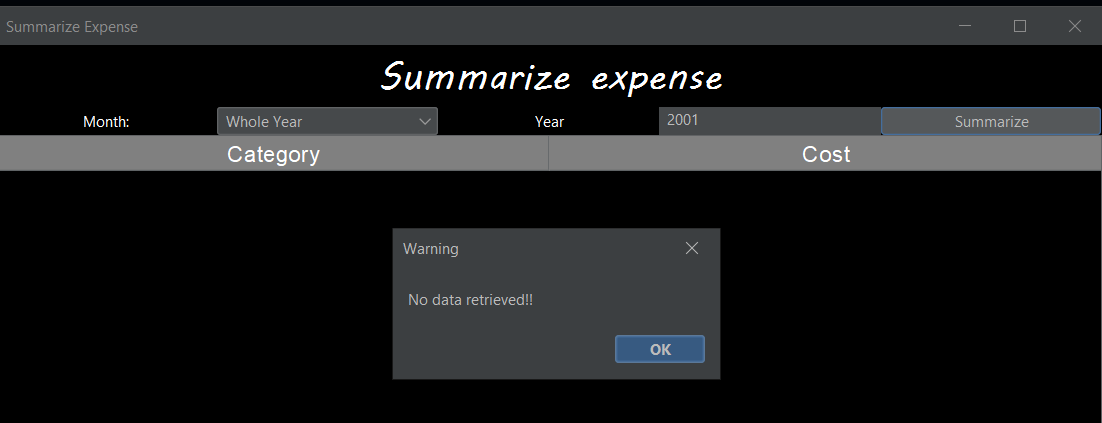 Summarize Expense
Summarize expense
Month: Whole Year Year 2001 Summarize
Category Cost
Warning
No data retrieved!!
OK